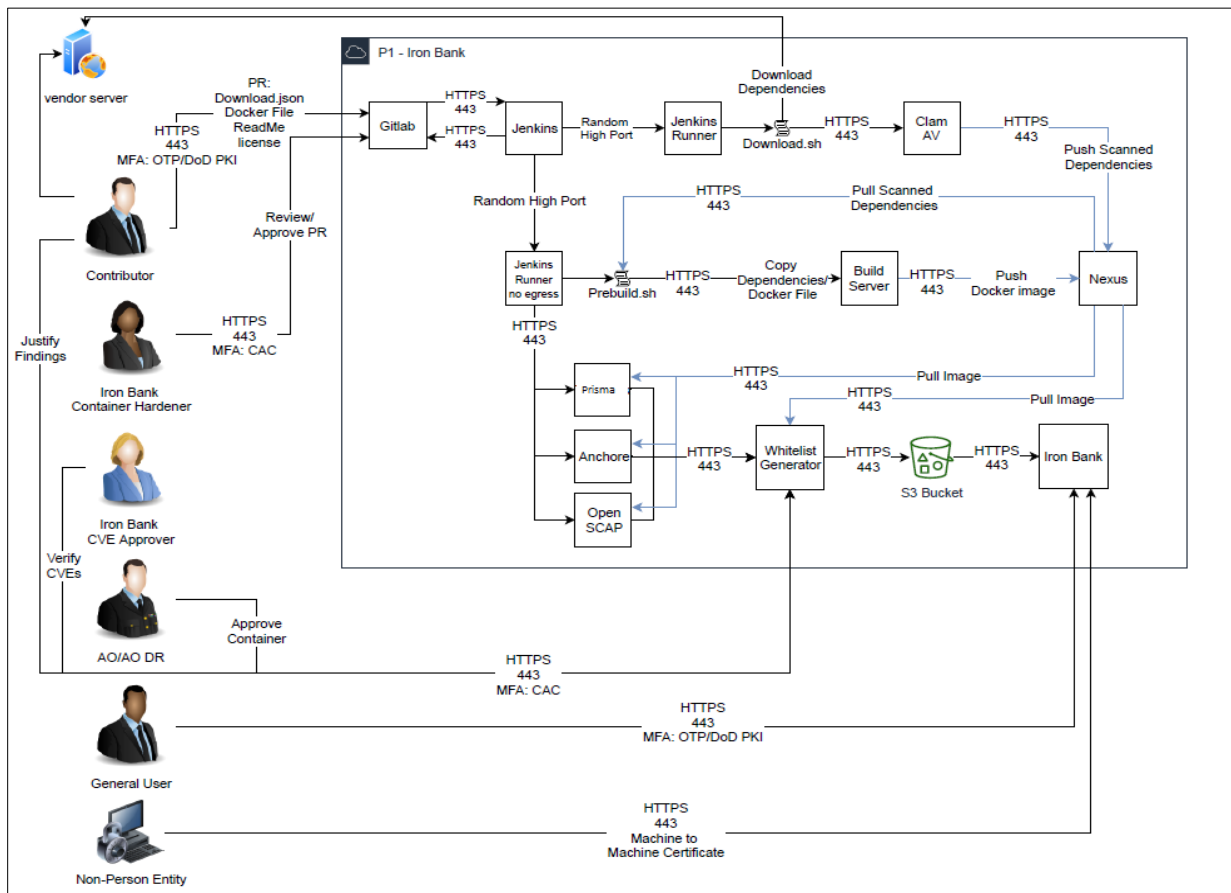 P1 - Iron Bank
vendor server
PR:
Download.json
Docker File
ReadMe
license
HTTPS
443
MFA: OTP/DoD PKI
Gitlab
HTTPS
443
HTTPS
443
Jenkins
Random
High Port
Jenkins
Runner
Download
Dependencies
Download.sh
HTTPS
443
Clam
AV
HTTPS
443
Push Scanned
Dependencies
Contributor
Review/
Approve PR
Random High Port
HTTPS
443
Pull Scanned
Dependencies
Jenkins
Runner
no egress
Prebuild.sh
HTTPS
443
Copy
Dependencies/
Docker File
Build
Server
HTTPS
443
Push
Docker image
Nexus
Justify
Findings
HTTPS
443
MFA: CAC
Iron Bank
Container Hardener
HTTPS
443
Prisma
HTTPS
443
Pull Image
HTTPS
443
Pull Image
Anchore
HTTPS
443
Whitelist
Generator
HTTPS
443
S3 Bucket
HTTPS
443
Iron Bank
Open
SCAP
Iron Bank
CVE Approver
Verify
CVEs
Approve
Container
AO/AO DR
HTTPS
443
MFA: CAC
General User
HTTPS
443
MFA: OTP/DoD PKI
Non-Person Entity
HTTPS
443
Machine to
Machine Certificate